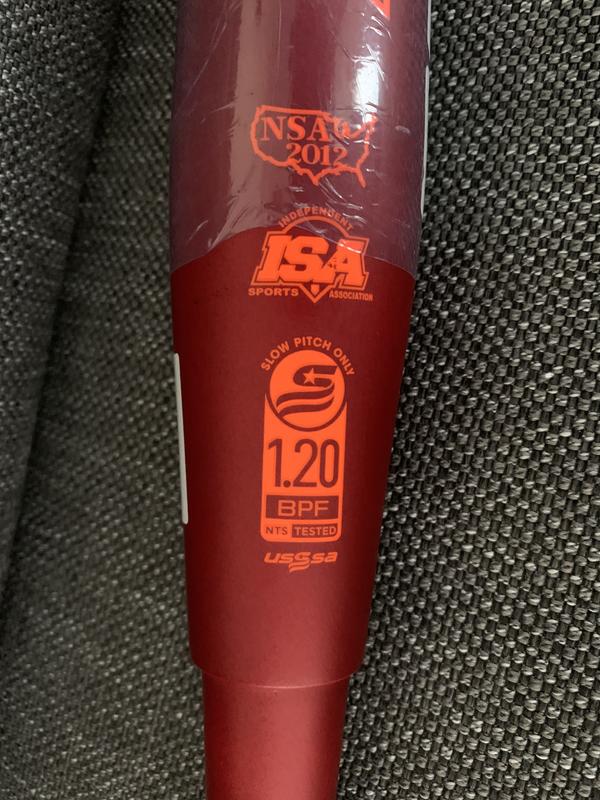 NSA
2012
INDEPENDENT
ISA
SPORTS ASSOCIATION
SLOW PITCH ONLY
1.20
BPF
NTS TESTED
usssa